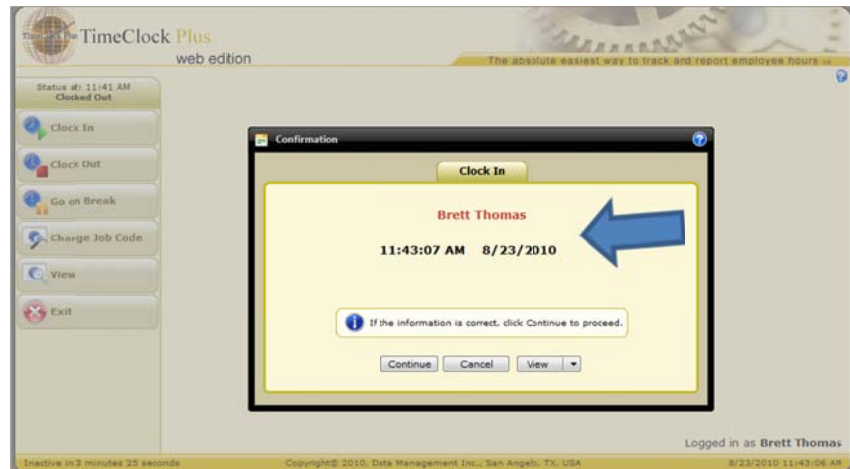 TimeClock Plus
web edition
The absolute easiest way to track and report employee hours
Status at: 11:41 AM
Clocked Out
Clock In
Clock Out
Go on Break
Change Job Code
View
Exit
Confirmation
Clock In
Brett Thomas
11:43:07 AM 8/23/2010
If the information is correct, click Continue to proceed.
Continue Cancel View
Logged in as Brett Thomas
Inactive in 3 minutes 25 seconds Copyright© 2010, Data Management Inc., San Angelo, TX, USA 8/23/2010 11:43:06 AM